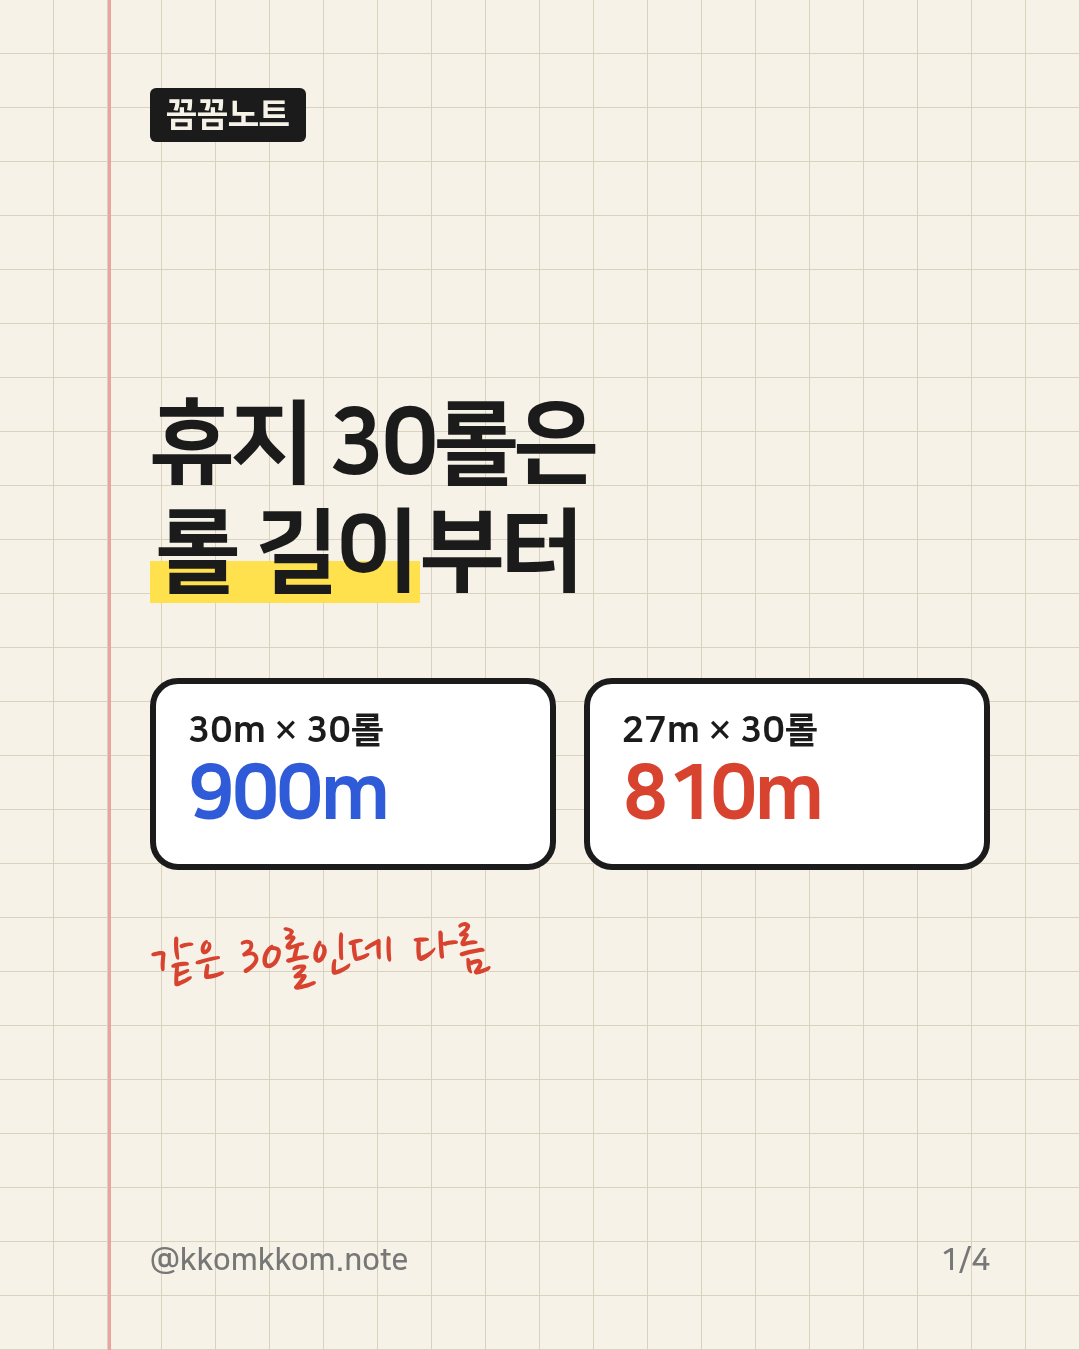 꼼꼼노트
휴지 30롤은
롤 길이부터
30m × 30롤
900m
27m × 30롤
810m
같은 30롤인데 다름
@kkomkkom.note
1/4